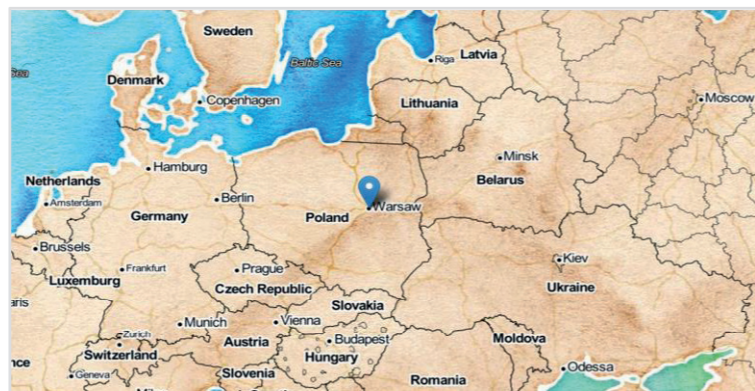 Sweden
Baltic Sea
Latvia
Riga
Sea
Denmark
Copenhagen
Lithuania
Moscow
Minsk
Hamburg
Netherlands
Belarus
Amsterdam
Berlin
Germany
Poland
Warsaw
Brussels
Kiev
Luxemburg
Frankfurt
Prague
Czech Republic
Ukraine
Slovakia
Munich
Vienna
Zurich
Austria
Budapest
Moldova
Switzerland
Hungary
nce
Odessa
Geneva
Slovenia
Romania